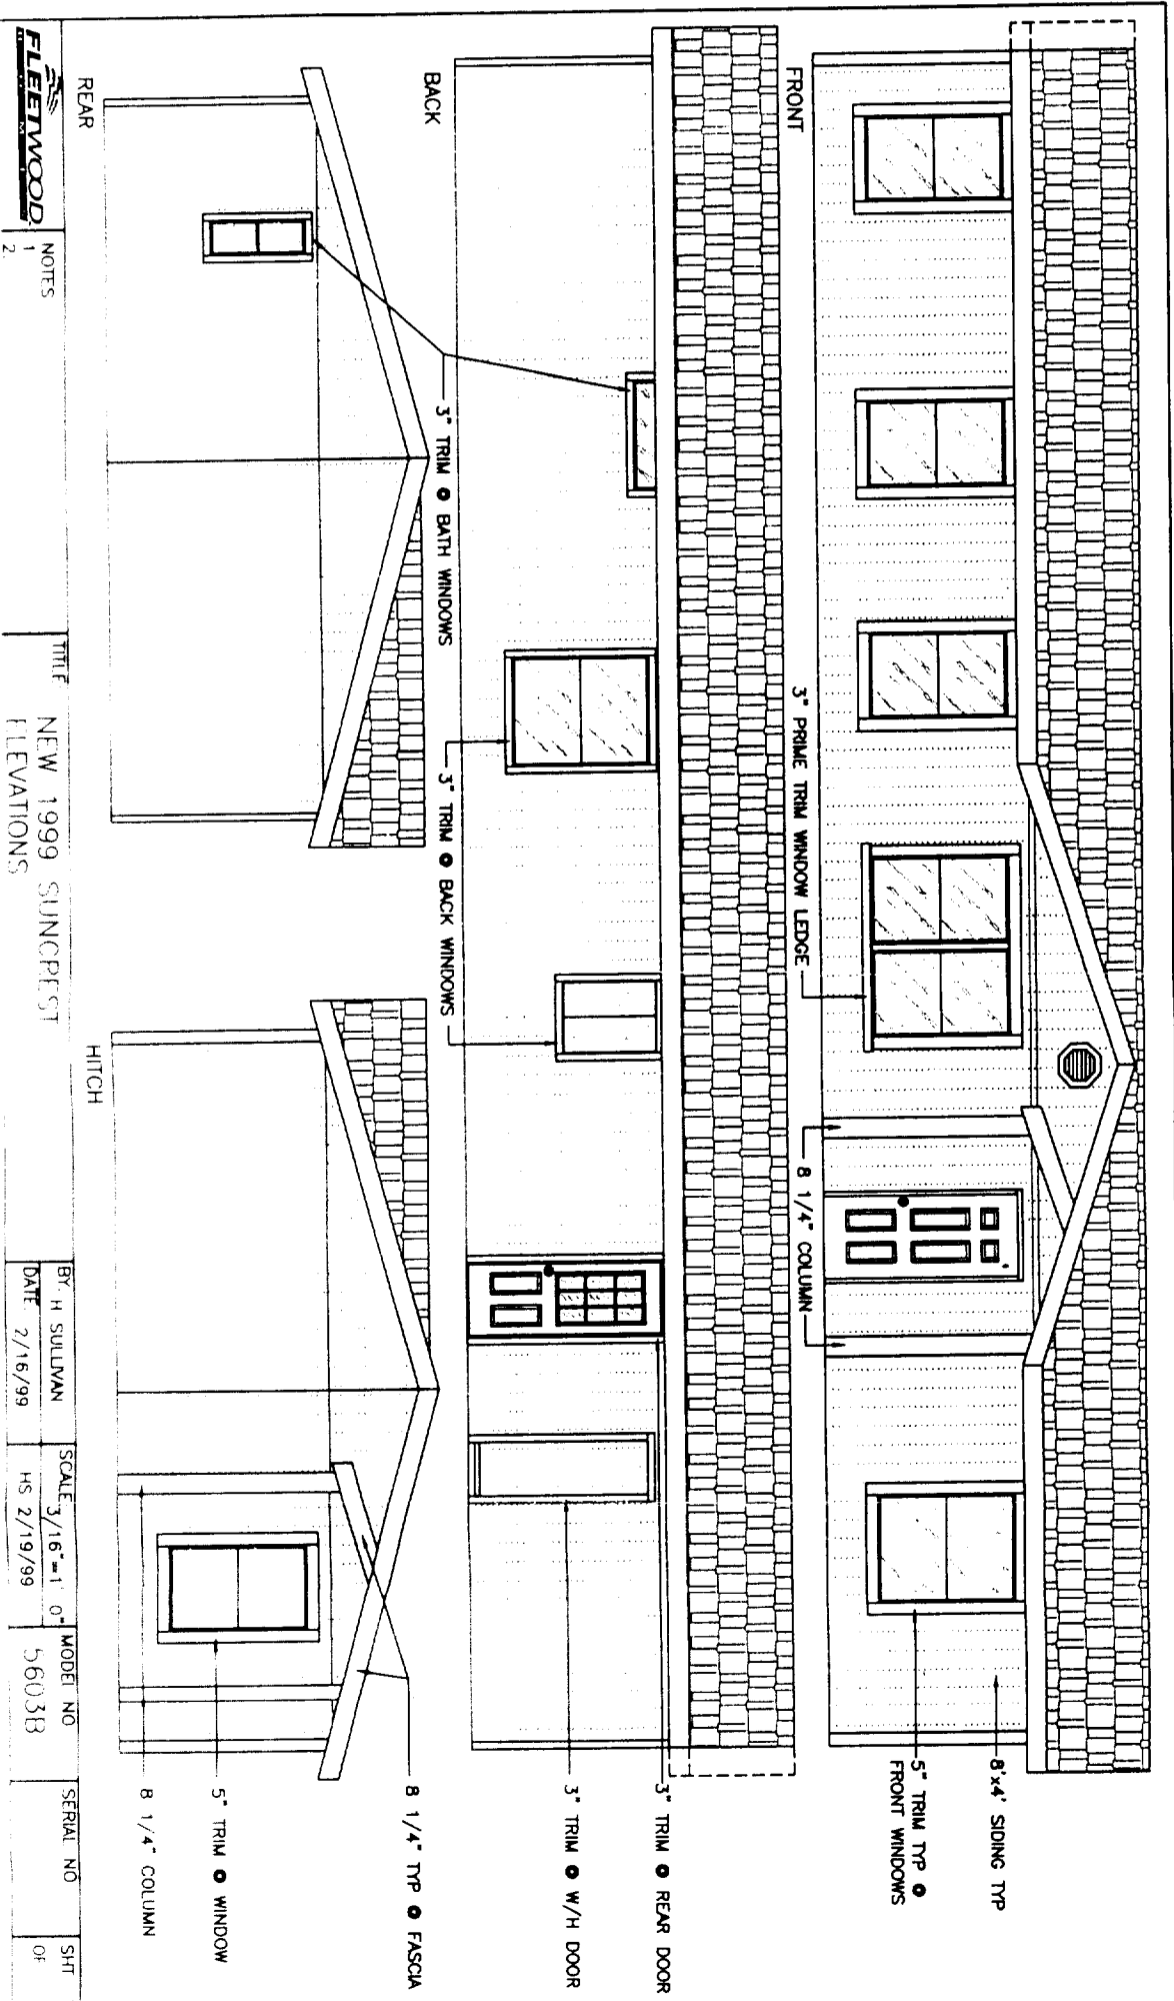 8'x4' SIDING TYP
5" TRIM TYP @
FRONT WINDOWS
3" PRIME TRIM WINDOW LEDGE
8 1/4" COLUMN
FRONT
3" TRIM @ REAR DOOR
3" TRIM @ W/H DOOR
3" TRIM @ BATH WINDOWS
3" TRIM @ BACK WINDOWS
BACK
8 1/4" TYP @ FASCIA
5" TRIM @ WINDOW
8 1/4" COLUMN
REAR
HITCH
FLEETWOOD
NOTES
1
2.
TITLE
NEW 1999 SUNCREST
ELEVATIONS
BY. H SULLIVAN
DATE 2/16/99
SCALE 3/16"=1 0"
HS 2/19/99
MODEL NO
5603B
SERIAL NO
SHT
OF